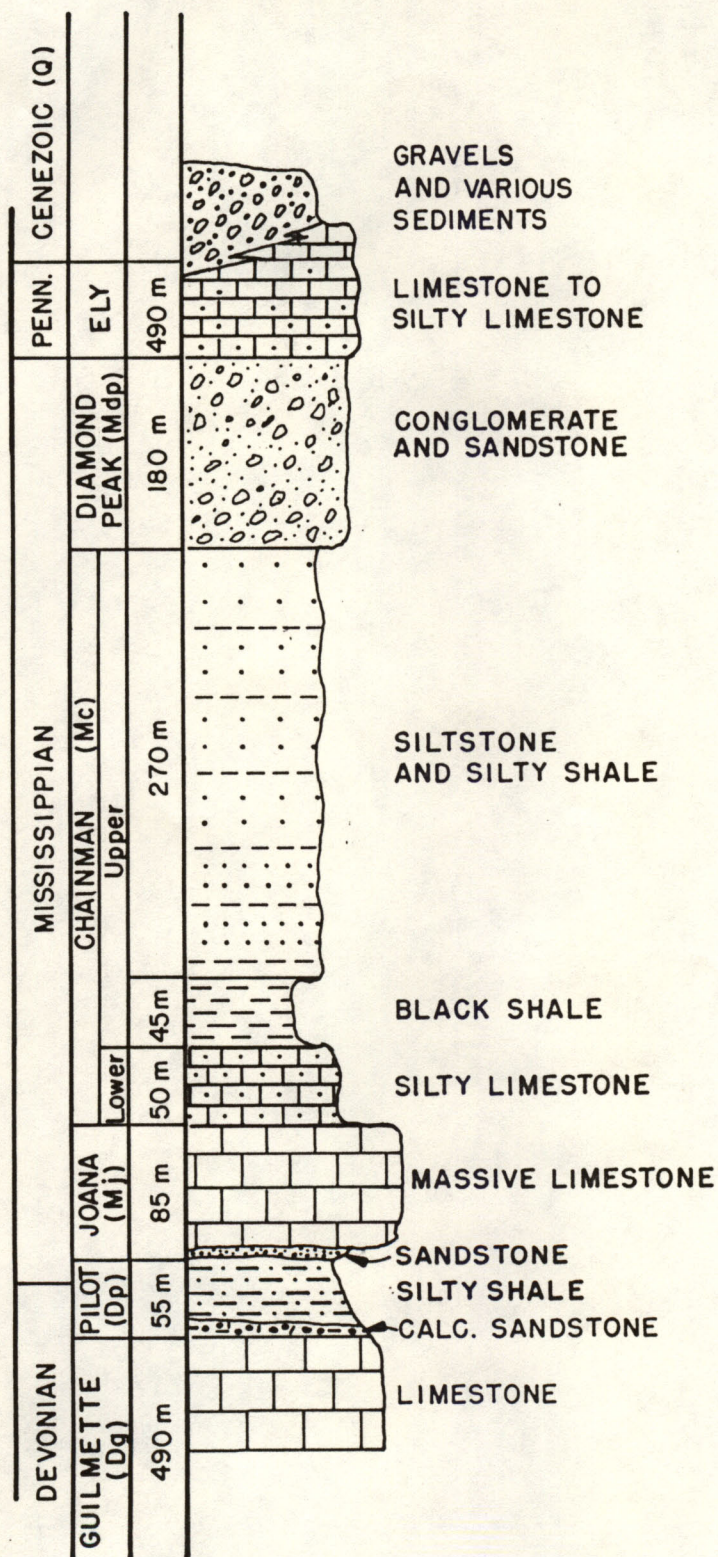 CENEZOIC (Q)
GRAVELS
AND VARIOUS
SEDIMENTS
PENN.
ELY
490 m
LIMESTONE TO
SILTY LIMESTONE
MISSISSIPPIAN
DIAMOND
PEAK (Mdp)
180 m
CONGLOMERATE
AND SANDSTONE
CHAINMAN (Mc)
Upper
270 m
SILTSTONE
AND SILTY SHALE
45m
BLACK SHALE
Lower
50 m
SILTY LIMESTONE
JOANA
(Mj)
85 m
MASSIVE LIMESTONE
SANDSTONE
DEVONIAN
PILOT
(Dp)
55 m
SILTY SHALE
CALC. SANDSTONE
GUILMETTE
(Dg)
490 m
LIMESTONE